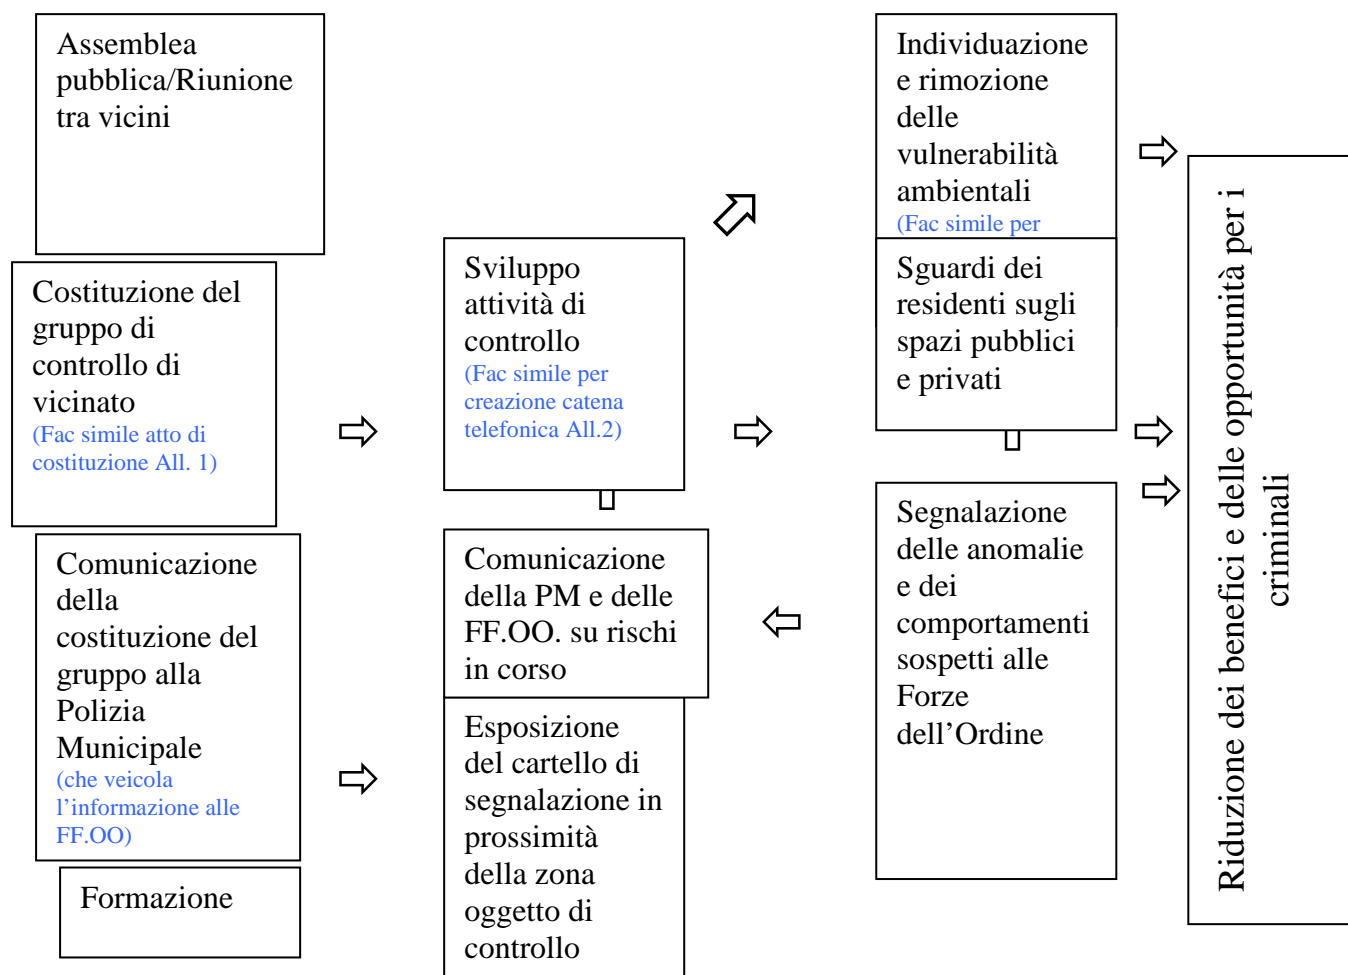 Assemblea
pubblica/Riunione
tra vicini
Costituzione del
gruppo di
controllo di
vicinato
(Fac simile atto di
costituzione All. 1)
Comunicazione
della
costituzione del
gruppo alla
Polizia
Municipale
(che veicola
l’informazione alle
FF.OO)
Formazione
Sviluppo
attività di
controllo
(Fac simile per
creazione catena
telefonica All.2)
Comunicazione
della PM e delle
FF.OO. su rischi
in corso
Esposizione
del cartello di
segnalazione in
prossimità
della zona
oggetto di
controllo
Individuazione
e rimozione
delle
vulnerabilità
ambientali
(Fac simile per
Sguardi dei
residenti sugli
spazi pubblici
e privati
Segnalazione
delle anomalie
e dei
comportamenti
sospetti alle
Forze
dell’Ordine
Riduzione dei benefici e delle opportunità per i
criminali